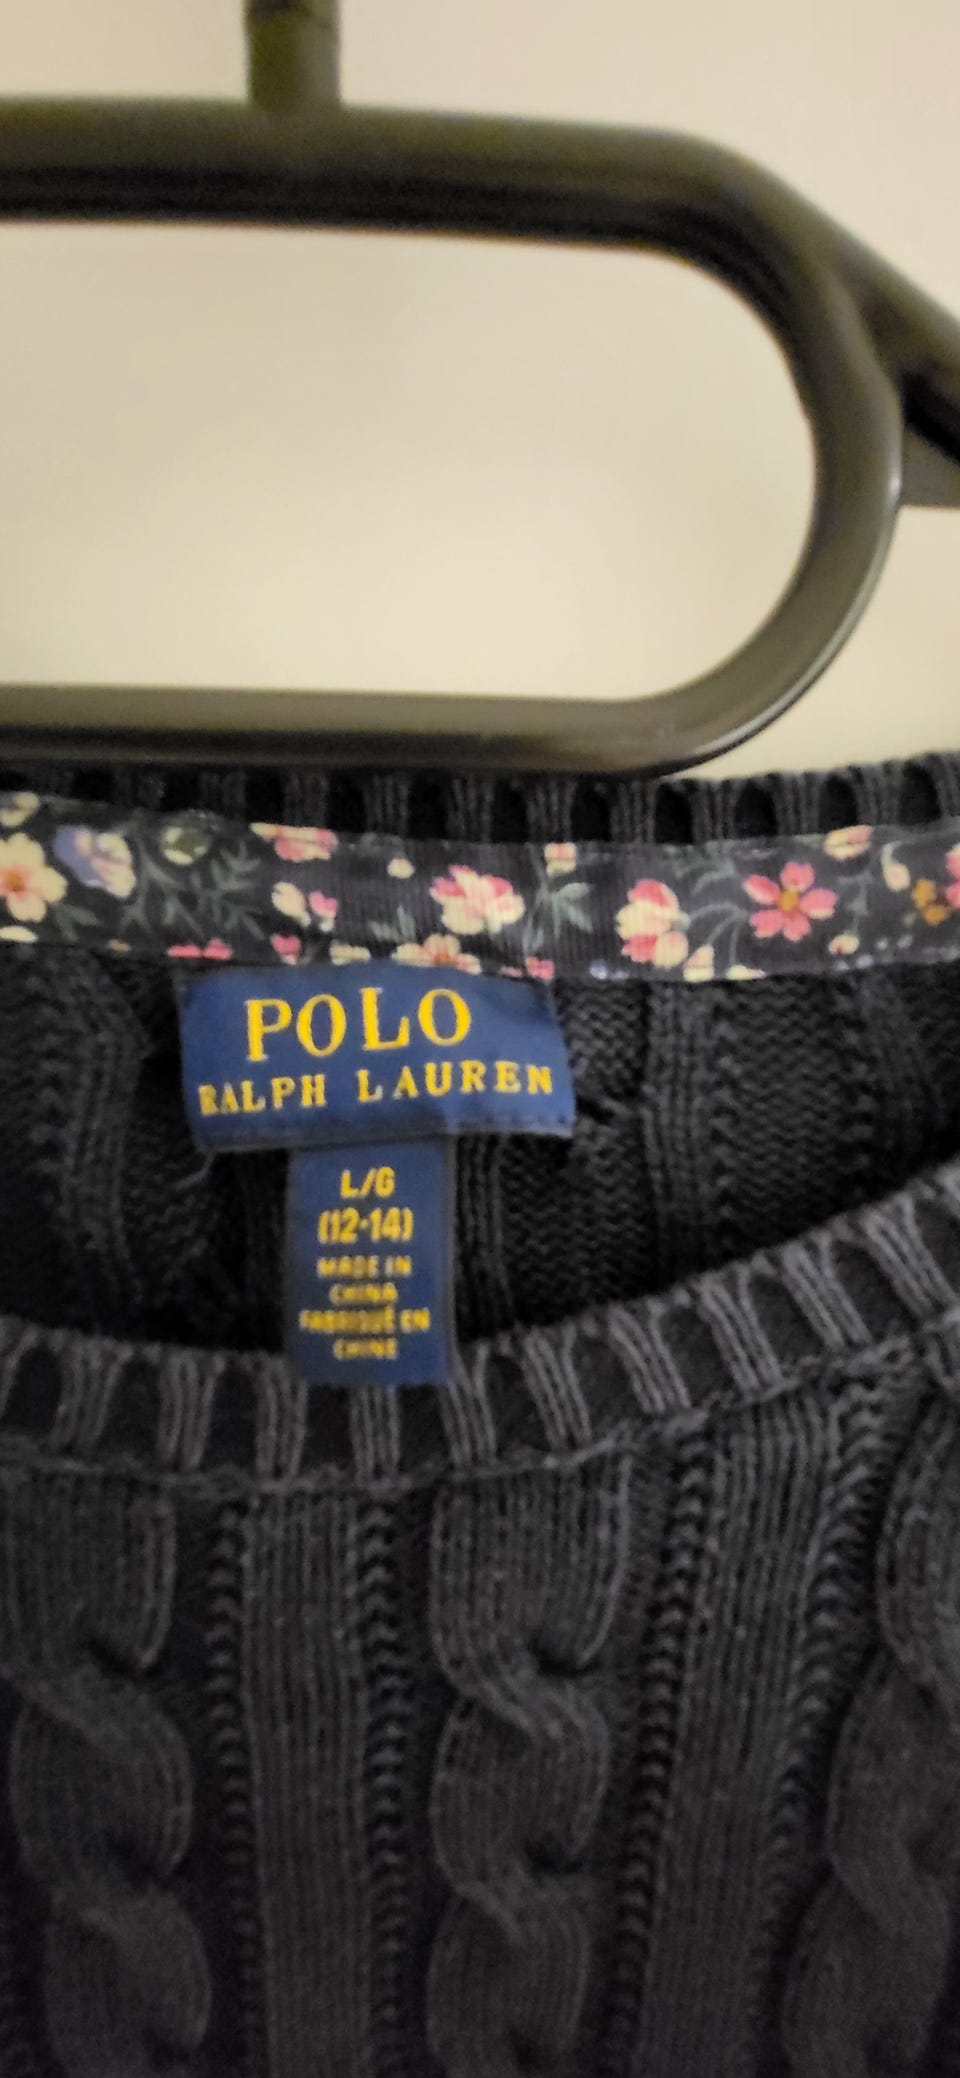 POLO
RALPH LAUREN
L/G
(12-14)
MADE IN
CHINA
FABRIQUÉ EN
CHINE